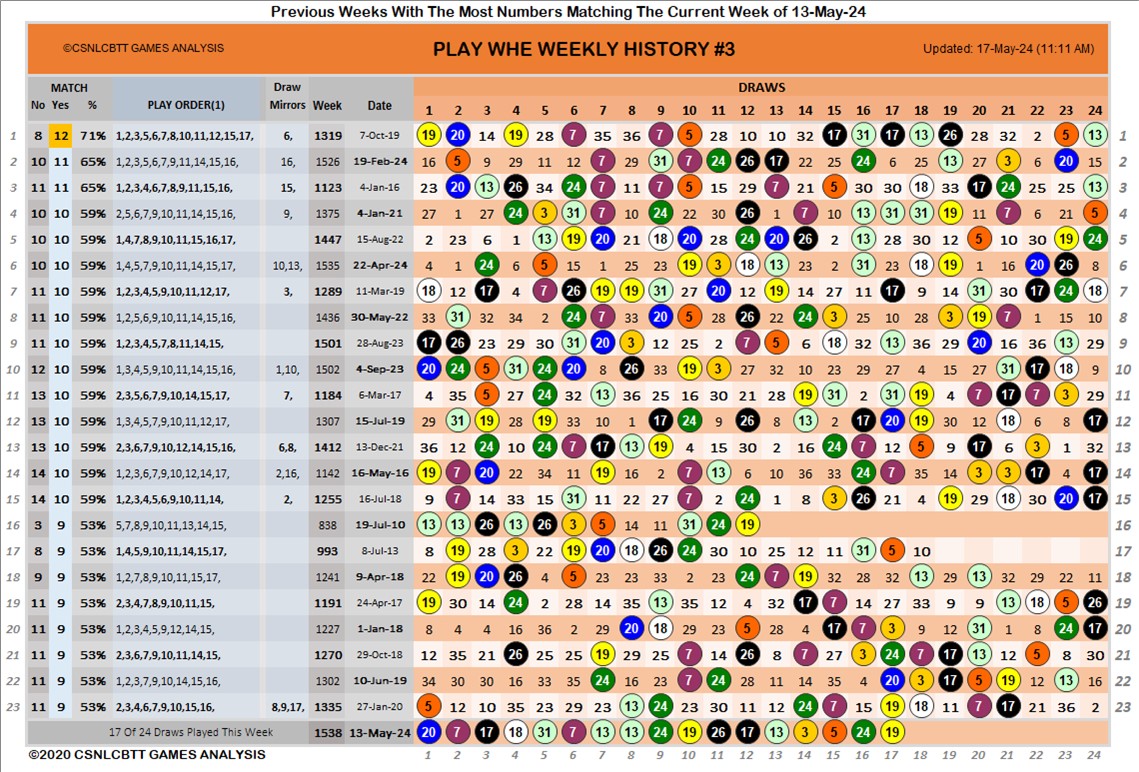 Previous Weeks With The Most Numbers Matching The Current Week of 13-May-24
©CSNLCBTT GAMES ANALYSIS PLAY WHE WEEKLY HISTORY #3 Updated: 17-May-24 (11:11 AM)
MATCH Draw DRAWS
No Yes % PLAY ORDER(1) Mirrors Week Date 1 2 3 4 5 6 7 8 9 10 11 12 13 14 15 16 17 18 19 20 21 22 23 24
1 8 12 71% 1,2,3,5,6,7,8,10,11,12,15,17, 6, 1319 7-Oct-19 19 20 14 19 28 7 35 36 7 5 28 10 10 32 17 31 17 13 26 28 32 2 5 13 1
2 10 11 65% 1,2,3,5,6,7,9,11,14,15,16, 16, 1526 19-Feb-24 16 5 9 29 11 12 7 29 31 7 24 26 17 22 25 24 6 25 13 27 3 6 20 15 2
3 11 11 65% 1,2,3,4,6,7,8,9,11,15,16, 15, 1123 4-Jan-16 23 20 13 26 34 24 7 11 7 5 15 29 7 21 5 30 30 18 33 17 24 25 25 13 3
4 10 10 59% 2,5,6,7,9,10,11,14,15,16, 9, 1375 4-Jan-21 27 1 27 24 3 31 7 10 24 22 30 26 1 7 10 13 31 31 19 11 7 6 21 5 4
5 10 10 59% 1,4,7,8,9,10,11,15,16,17, 1447 15-Aug-22 2 23 6 1 13 19 20 21 18 20 28 24 20 26 2 13 28 30 12 5 10 30 19 24 5
6 10 10 59% 1,4,5,7,9,10,11,14,15,17, 10,13, 1535 22-Apr-24 4 1 24 6 5 15 1 25 23 19 3 18 13 23 2 31 23 18 19 1 16 20 26 8 6
7 11 10 59% 1,2,3,4,5,9,10,11,12,17, 3, 1289 11-Mar-19 18 12 17 4 7 26 19 19 31 27 20 12 19 14 27 11 17 9 14 31 30 17 24 18 7
8 11 10 59% 1,2,5,6,9,10,11,14,15,16, 1436 30-May-22 33 31 32 34 2 24 7 33 20 5 28 26 22 24 3 25 10 28 3 19 7 1 15 10 8
9 11 10 59% 1,2,3,4,5,7,8,11,14,15, 1501 28-Aug-23 17 26 23 29 30 31 20 3 12 25 2 7 5 6 18 32 13 36 29 20 16 36 13 29 9
10 12 10 59% 1,3,4,5,9,10,11,14,15,16, 1,10, 1502 4-Sep-23 20 24 5 31 24 20 8 26 33 19 3 27 32 10 23 29 27 4 15 27 31 17 18 9 10
11 13 10 59% 2,3,5,6,7,9,10,14,15,17, 7, 1184 6-Mar-17 4 35 5 27 24 32 13 36 25 16 30 21 28 19 31 2 31 19 4 7 17 7 3 29 11
12 13 10 59% 1,3,4,5,7,9,10,11,12,17, 1307 15-Jul-19 29 31 19 28 19 33 10 8 17 24 9 26 8 13 2 17 20 19 30 12 18 6 8 17 12
13 13 10 59% 2,3,6,7,9,10,12,14,15,16, 6,8, 1412 13-Dec-21 36 12 24 10 24 7 17 13 19 4 15 30 2 16 24 7 12 5 9 17 6 3 1 32 13
14 14 10 59% 1,2,3,6,7,9,10,12,14,17, 2,16, 1142 16-May-16 19 7 20 22 34 11 19 16 2 7 13 6 10 36 33 24 7 35 14 3 3 17 4 17 14
15 14 10 59% 1,2,3,4,5,6,9,10,11,14, 2, 1255 16-Jul-18 9 7 14 33 15 31 11 22 27 7 2 24 1 8 3 26 21 4 19 29 18 30 20 17 15
16 3 9 53% 5,7,8,9,10,11,13,14,15, 838 19-Jul-10 13 13 26 13 26 3 5 14 11 31 24 19 16
17 8 9 53% 1,4,5,9,10,11,14,15,17, 993 8-Jul-13 8 19 28 3 22 19 20 18 26 24 30 10 25 12 11 31 5 10 17
18 9 9 53% 1,2,7,8,9,10,11,15,17, 1241 9-Apr-18 22 19 20 26 4 5 23 23 33 2 23 24 7 19 32 28 32 13 29 13 32 29 22 11 18
19 11 9 53% 2,3,4,7,8,9,10,11,15, 1191 24-Apr-17 19 30 14 24 2 28 14 35 13 35 12 4 32 17 7 14 27 33 9 9 13 18 5 26 19
20 11 9 53% 1,2,3,4,5,9,12,14,15, 1227 1-Jan-18 8 4 4 16 36 2 29 20 18 29 23 5 28 15 17 7 3 9 12 31 1 8 24 17 20
21 11 9 53% 2,3,6,7,9,10,11,14,15, 1270 29-Oct-18 12 35 21 26 25 25 19 29 25 7 14 26 8 7 27 3 24 7 19 13 12 5 8 30 21
22 11 9 53% 1,2,3,4,7,9,10,14,15, 1302 10-Jun-19 34 30 30 16 33 30 24 16 23 7 24 28 11 14 35 4 20 3 17 5 19 12 13 16 22
23 11 9 53% 2,3,4,6,7,9,10,15,16, 8,9,17, 1335 27-Jan-20 5 12 10 35 23 29 23 13 24 23 30 11 12 24 7 15 19 18 11 7 17 21 36 2 23
17 Of 24 Draws Played This Week 1538 13-May-24 20 7 17 18 31 7 13 13 24 19 26 17 13 3 5 24 19
©2020 CSNLCBTT GAMES ANALYSIS 1 2 3 4 5 6 7 8 9 10 11 12 13 14 15 16 17 18 19 20 21 22 23 24